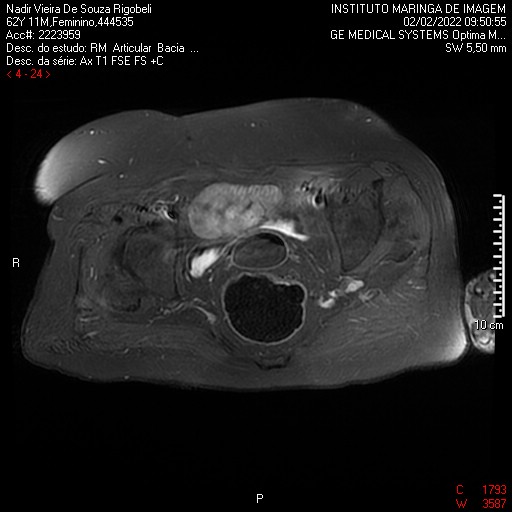 Nadir Vieira De Souza Rigobeli
62Y 11M,Feminino,444535
Acc#: 2223959
Desc. do estudo: RM Articular Bacia ...
Desc. da série: Ax T1 FSE FS +C
< 4 - 24 >
INSTITUTO MARINGA DE IMAGEM
02/02/2022 09:50:55
GE MEDICAL SYSTEMS Optima M...
SW 5,50 mm
R
10 cm
P
C 1793
W 3587